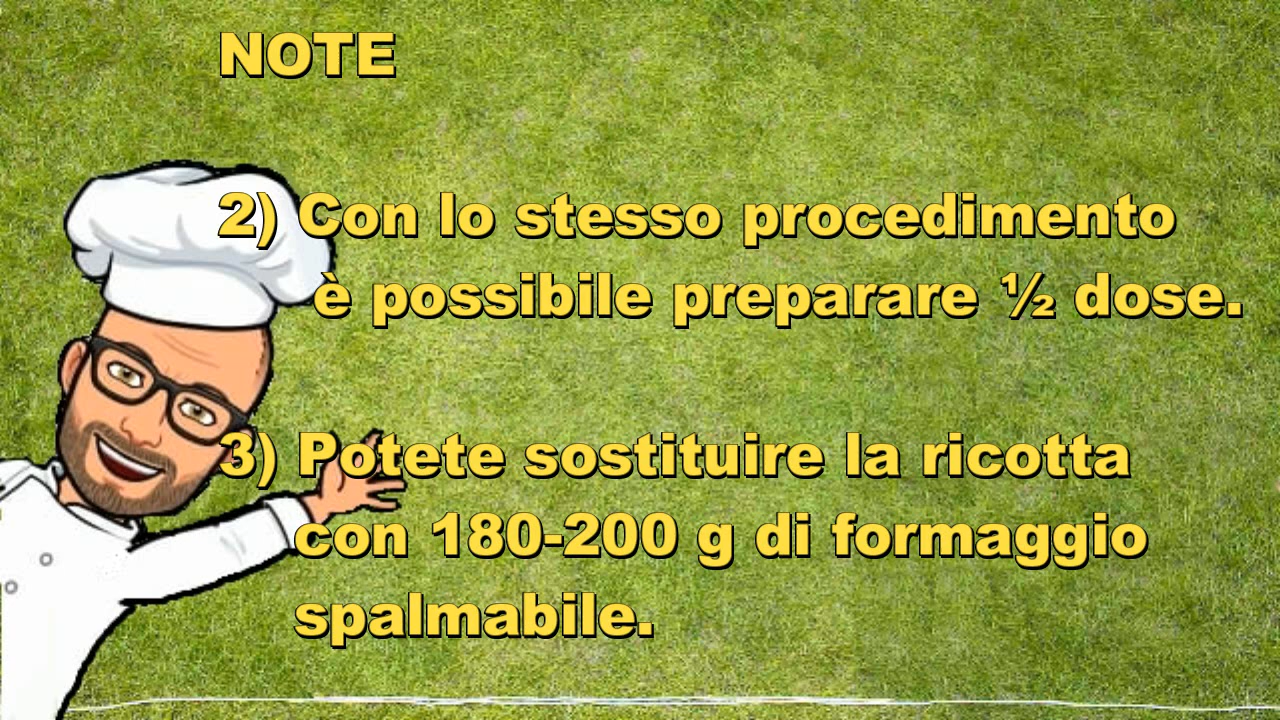 NOTE
2) Con lo stesso procedimento
è possibile preparare ½ dose.
3) Potete sostituire la ricotta
con 180-200 g di formaggio
spalmabile.